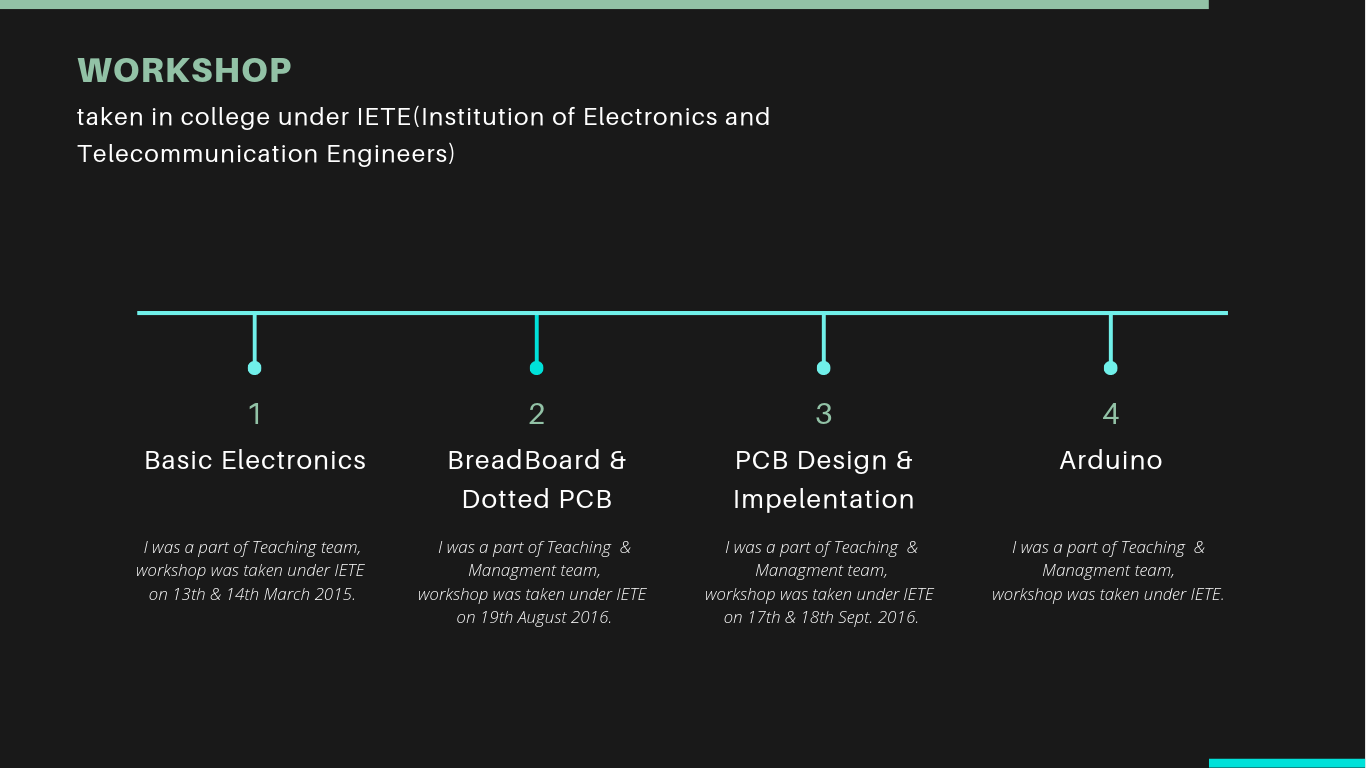 WORKSHOP
taken in college under IETE(Institution of Electronics and
Telecommunication Engineers)
1
Basic Electronics
I was a part of Teaching team,
workshop was taken under IETE
on 13th & 14th March 2015.
2
BreadBoard &
Dotted PCB
I was a part of Teaching  &
Managment team,
workshop was taken under IETE
on 19th August 2016.
3
PCB Design &
Impelentation
I was a part of Teaching  &
Managment team,
workshop was taken under IETE
on 17th & 18th Sept. 2016.
4
Arduino
I was a part of Teaching  &
Managment team,
workshop was taken under IETE.